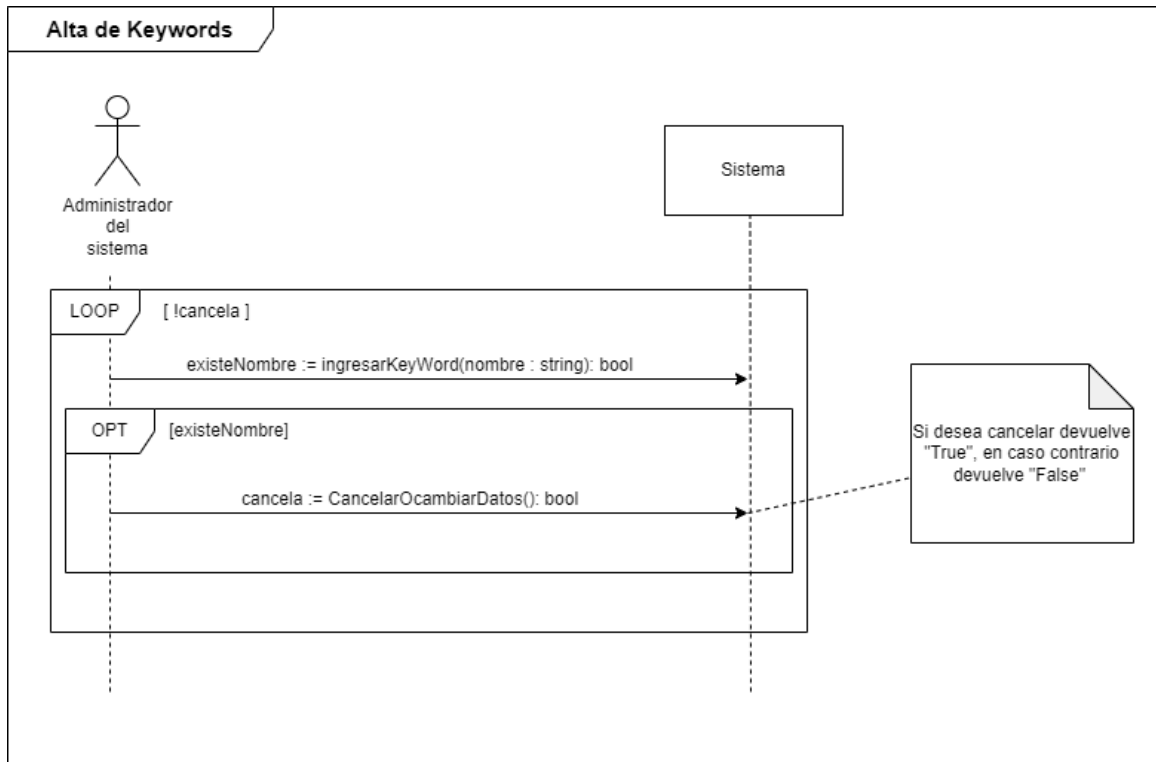 Alta de Keywords
Administrador
del
sistema
Sistema
LOOP
[ !cancela ]
existeNombre := ingresarKeyWord(nombre : string): bool
OPT
[existeNombre]
Si desea cancelar devuelve
"True", en caso contrario
devuelve "False"
cancela := CancelarOcambiarDatos(): bool